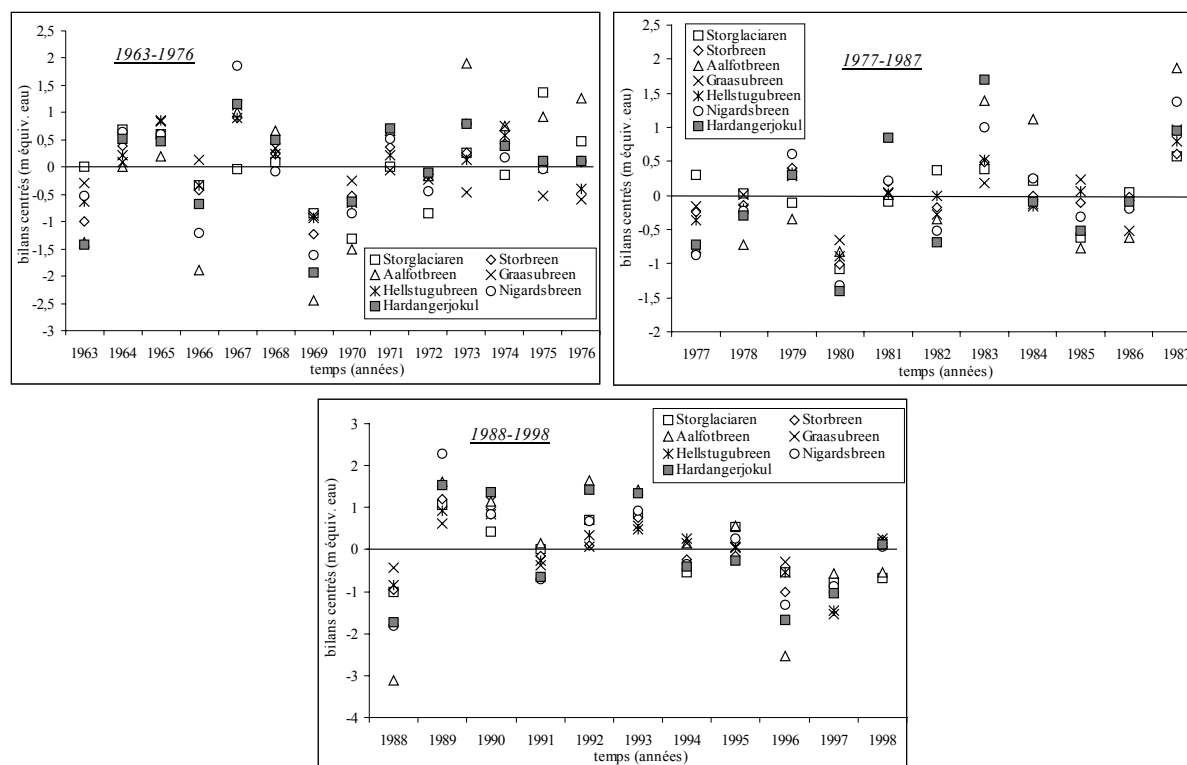 1963-1976
bilans centrés (m équiv. eau)
2,5
2
1,5
1
0,5
0
-0,5
-1
-1,5
-2
-2,5
-3
Storglaciaren Storbreen
Aalfotbreen Graasubreen
Hellstugubreen Nigardsbreen
Hardangerjokul
1963 1964 1965 1966 1967 1968 1969 1970 1971 1972 1973 1974 1975 1976
temps (années)
1977-1987
bilans centrés (m équiv. eau)
2,5
2
1,5
1
0,5
0
-0,5
-1
-1,5
-2
Storglaciaren
Storbreen
Aalfotbreen
Graasubreen
Hellstugubreen
Nigardsbreen
Hardangerjokul
1977 1978 1979 1980 1981 1982 1983 1984 1985 1986 1987
temps (années)
1988-1998
bilans centrés (m équiv. eau)
3
2
1
0
-1
-2
-3
-4
Storglaciaren Storbreen
Aalfotbreen Graasubreen
Hellstugubreen Nigardsbreen
Hardangerjokul
1988 1989 1990 1991 1992 1993 1994 1995 1996 1997 1998
temps (années)